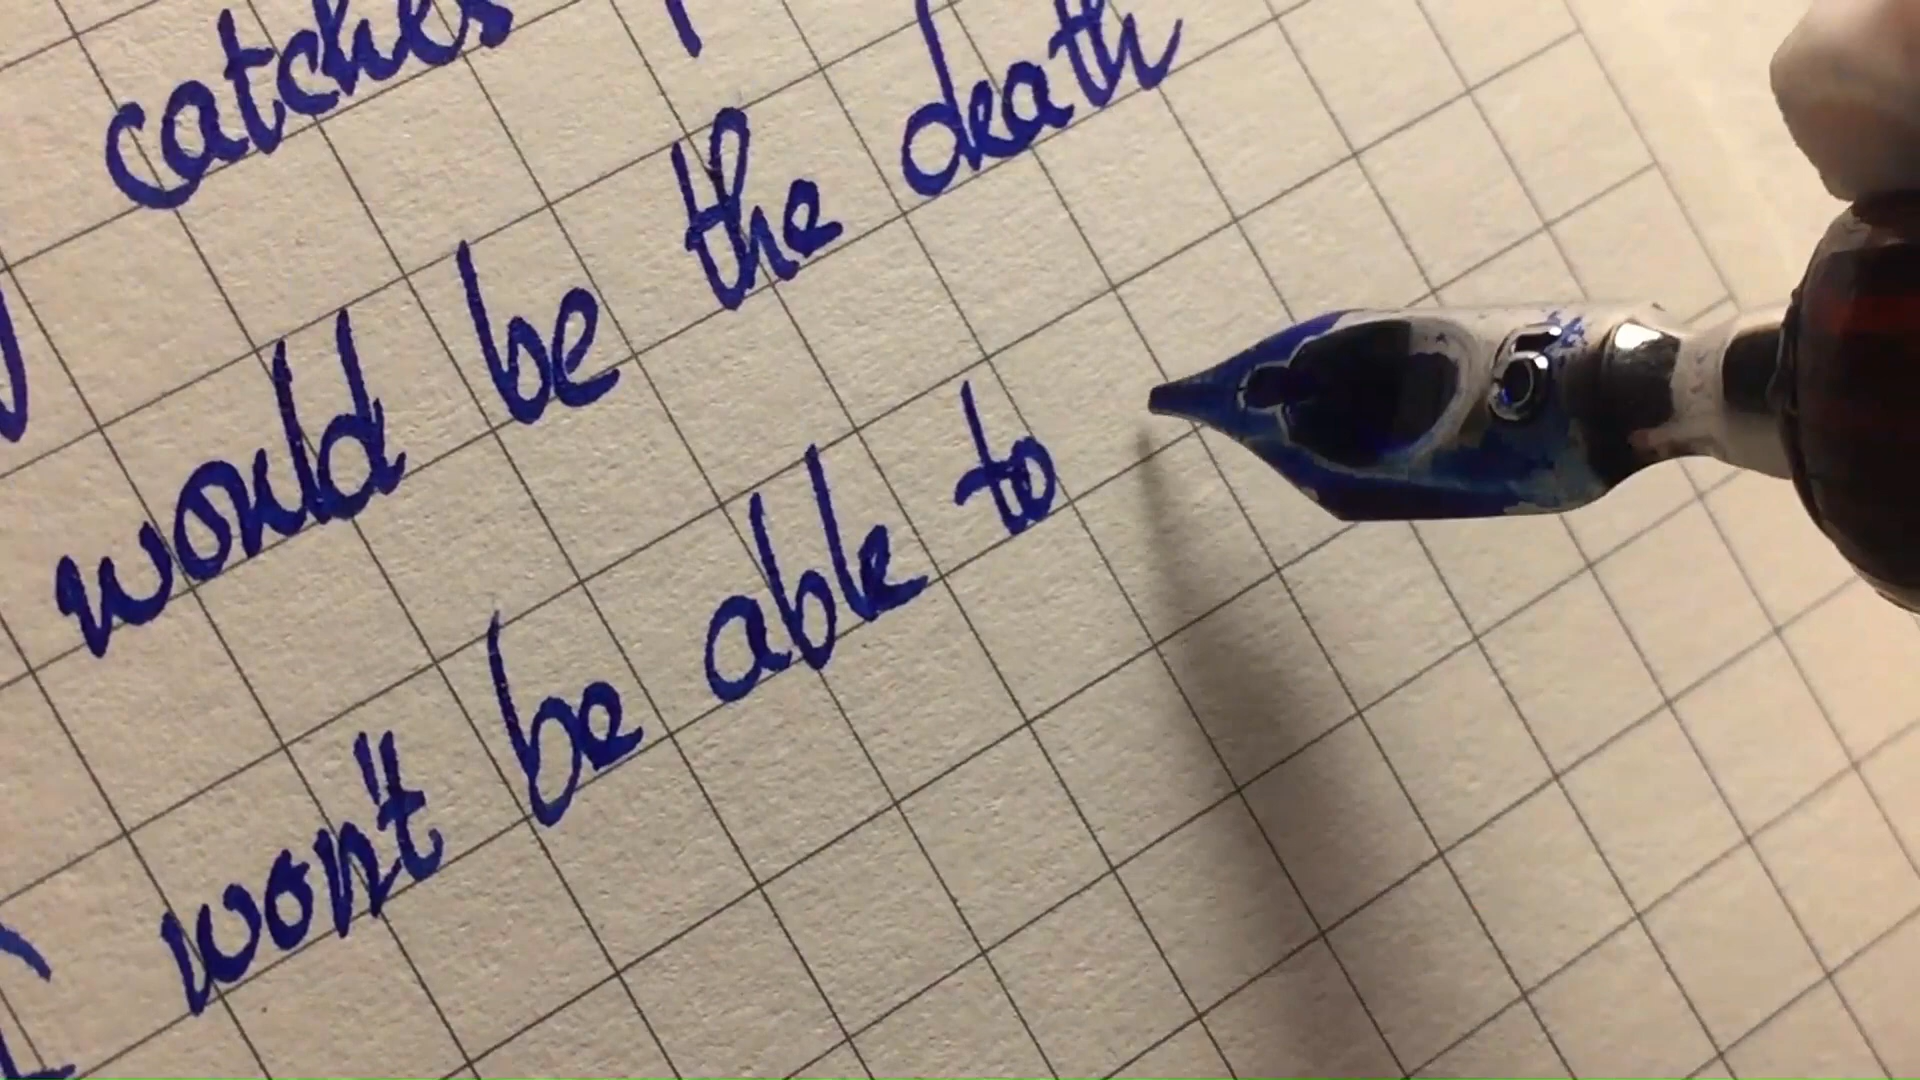 catches
would be the death
won't be able to